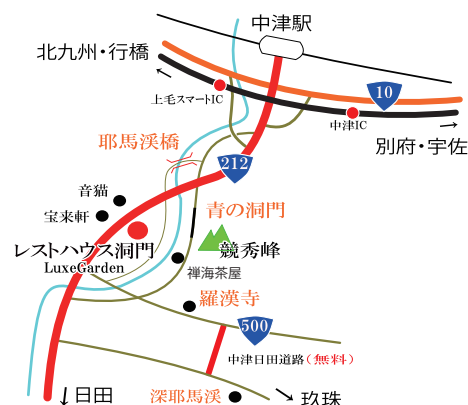 中津駅
北九州・行橋
上毛スマートIC
10
中津IC
別府・宇佐
耶馬渓橋
212
音猫
宝来軒
青の洞門
レストハウス洞門
LuxeGarden
競秀峰
禅海茶屋
羅漢寺
500
中津日田道路(無料)
日田
深耶馬渓
玖珠